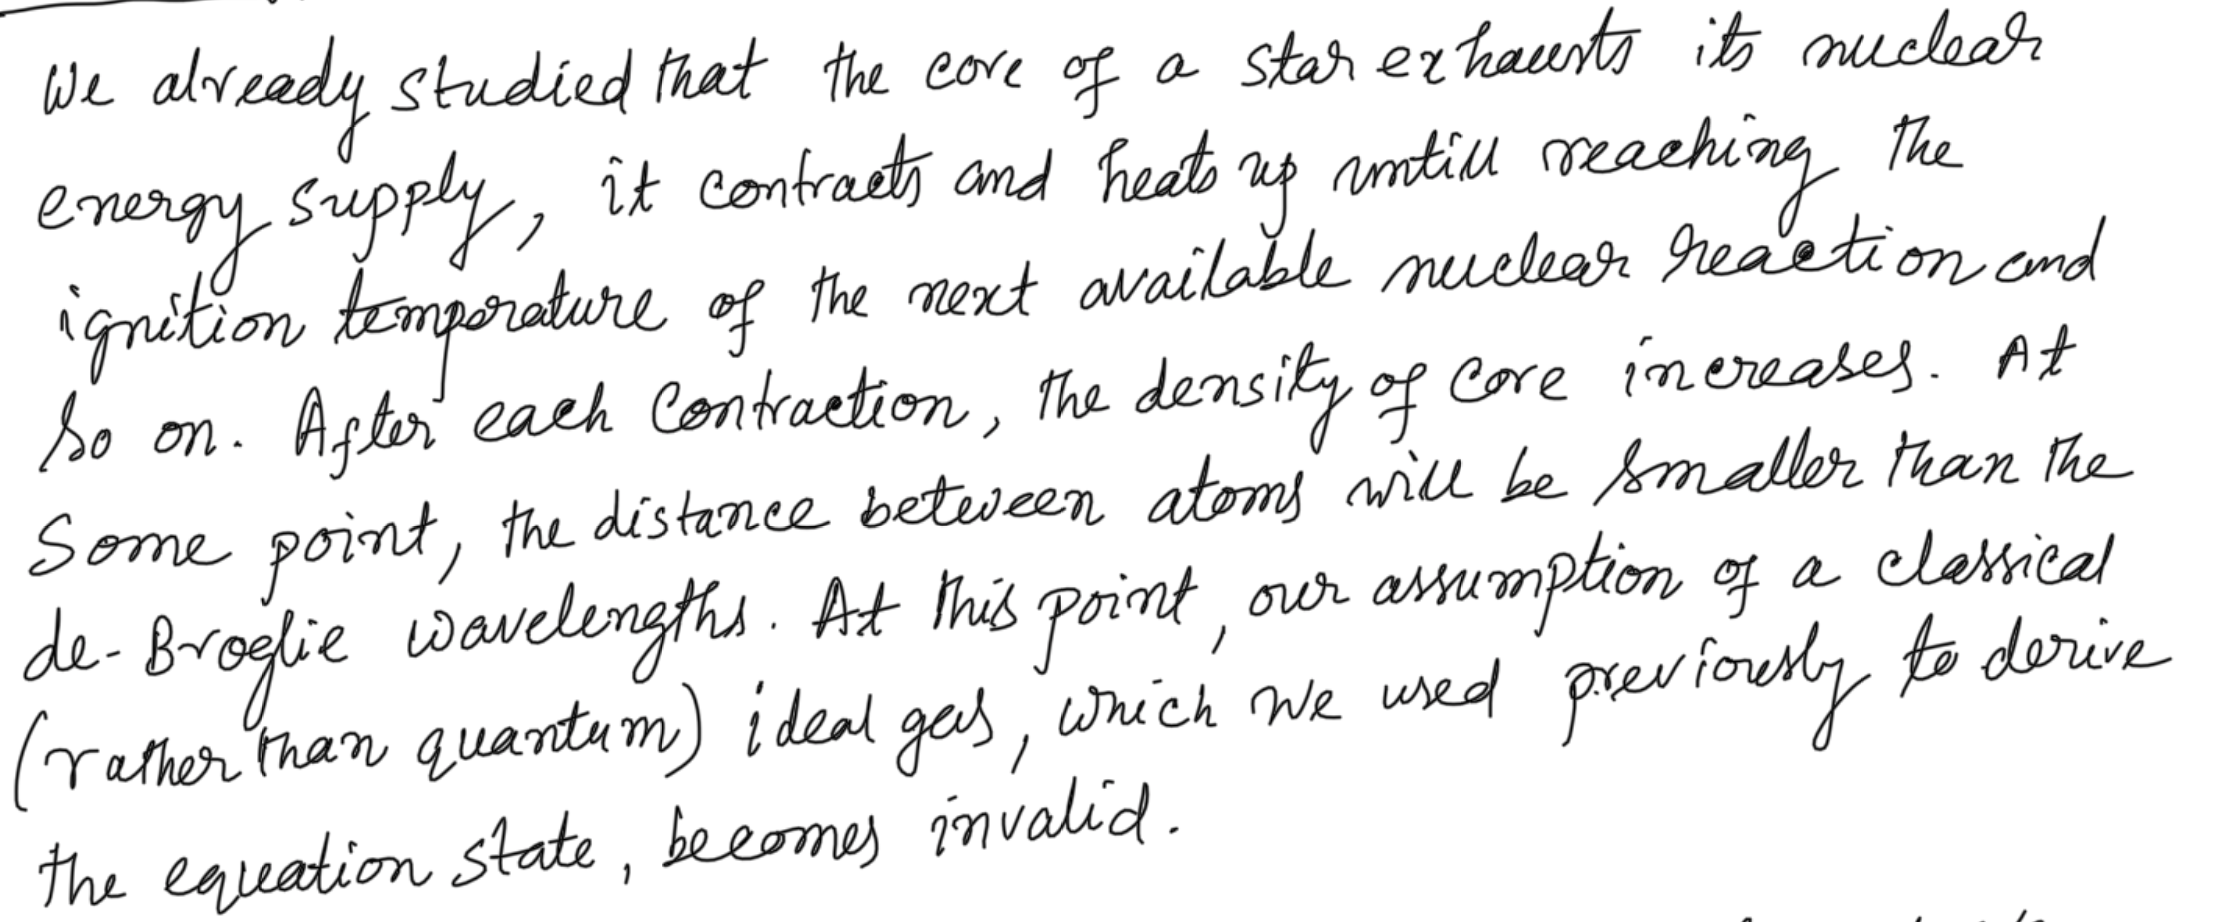 We already studied that the core of a star exhausts its nuclear
energy supply, it contracts and heats up untill reaching the
ignition temperature of the next available nuclear reaction and
so on. After each contraction, the density of core increases. At
some point, the distance between atoms will be smaller than the
de-Broglie wavelengths. At this point, our assumption of a classical
(rather than quantum) ideal gas, which we used previously to derive
the equation state, becomes invalid.